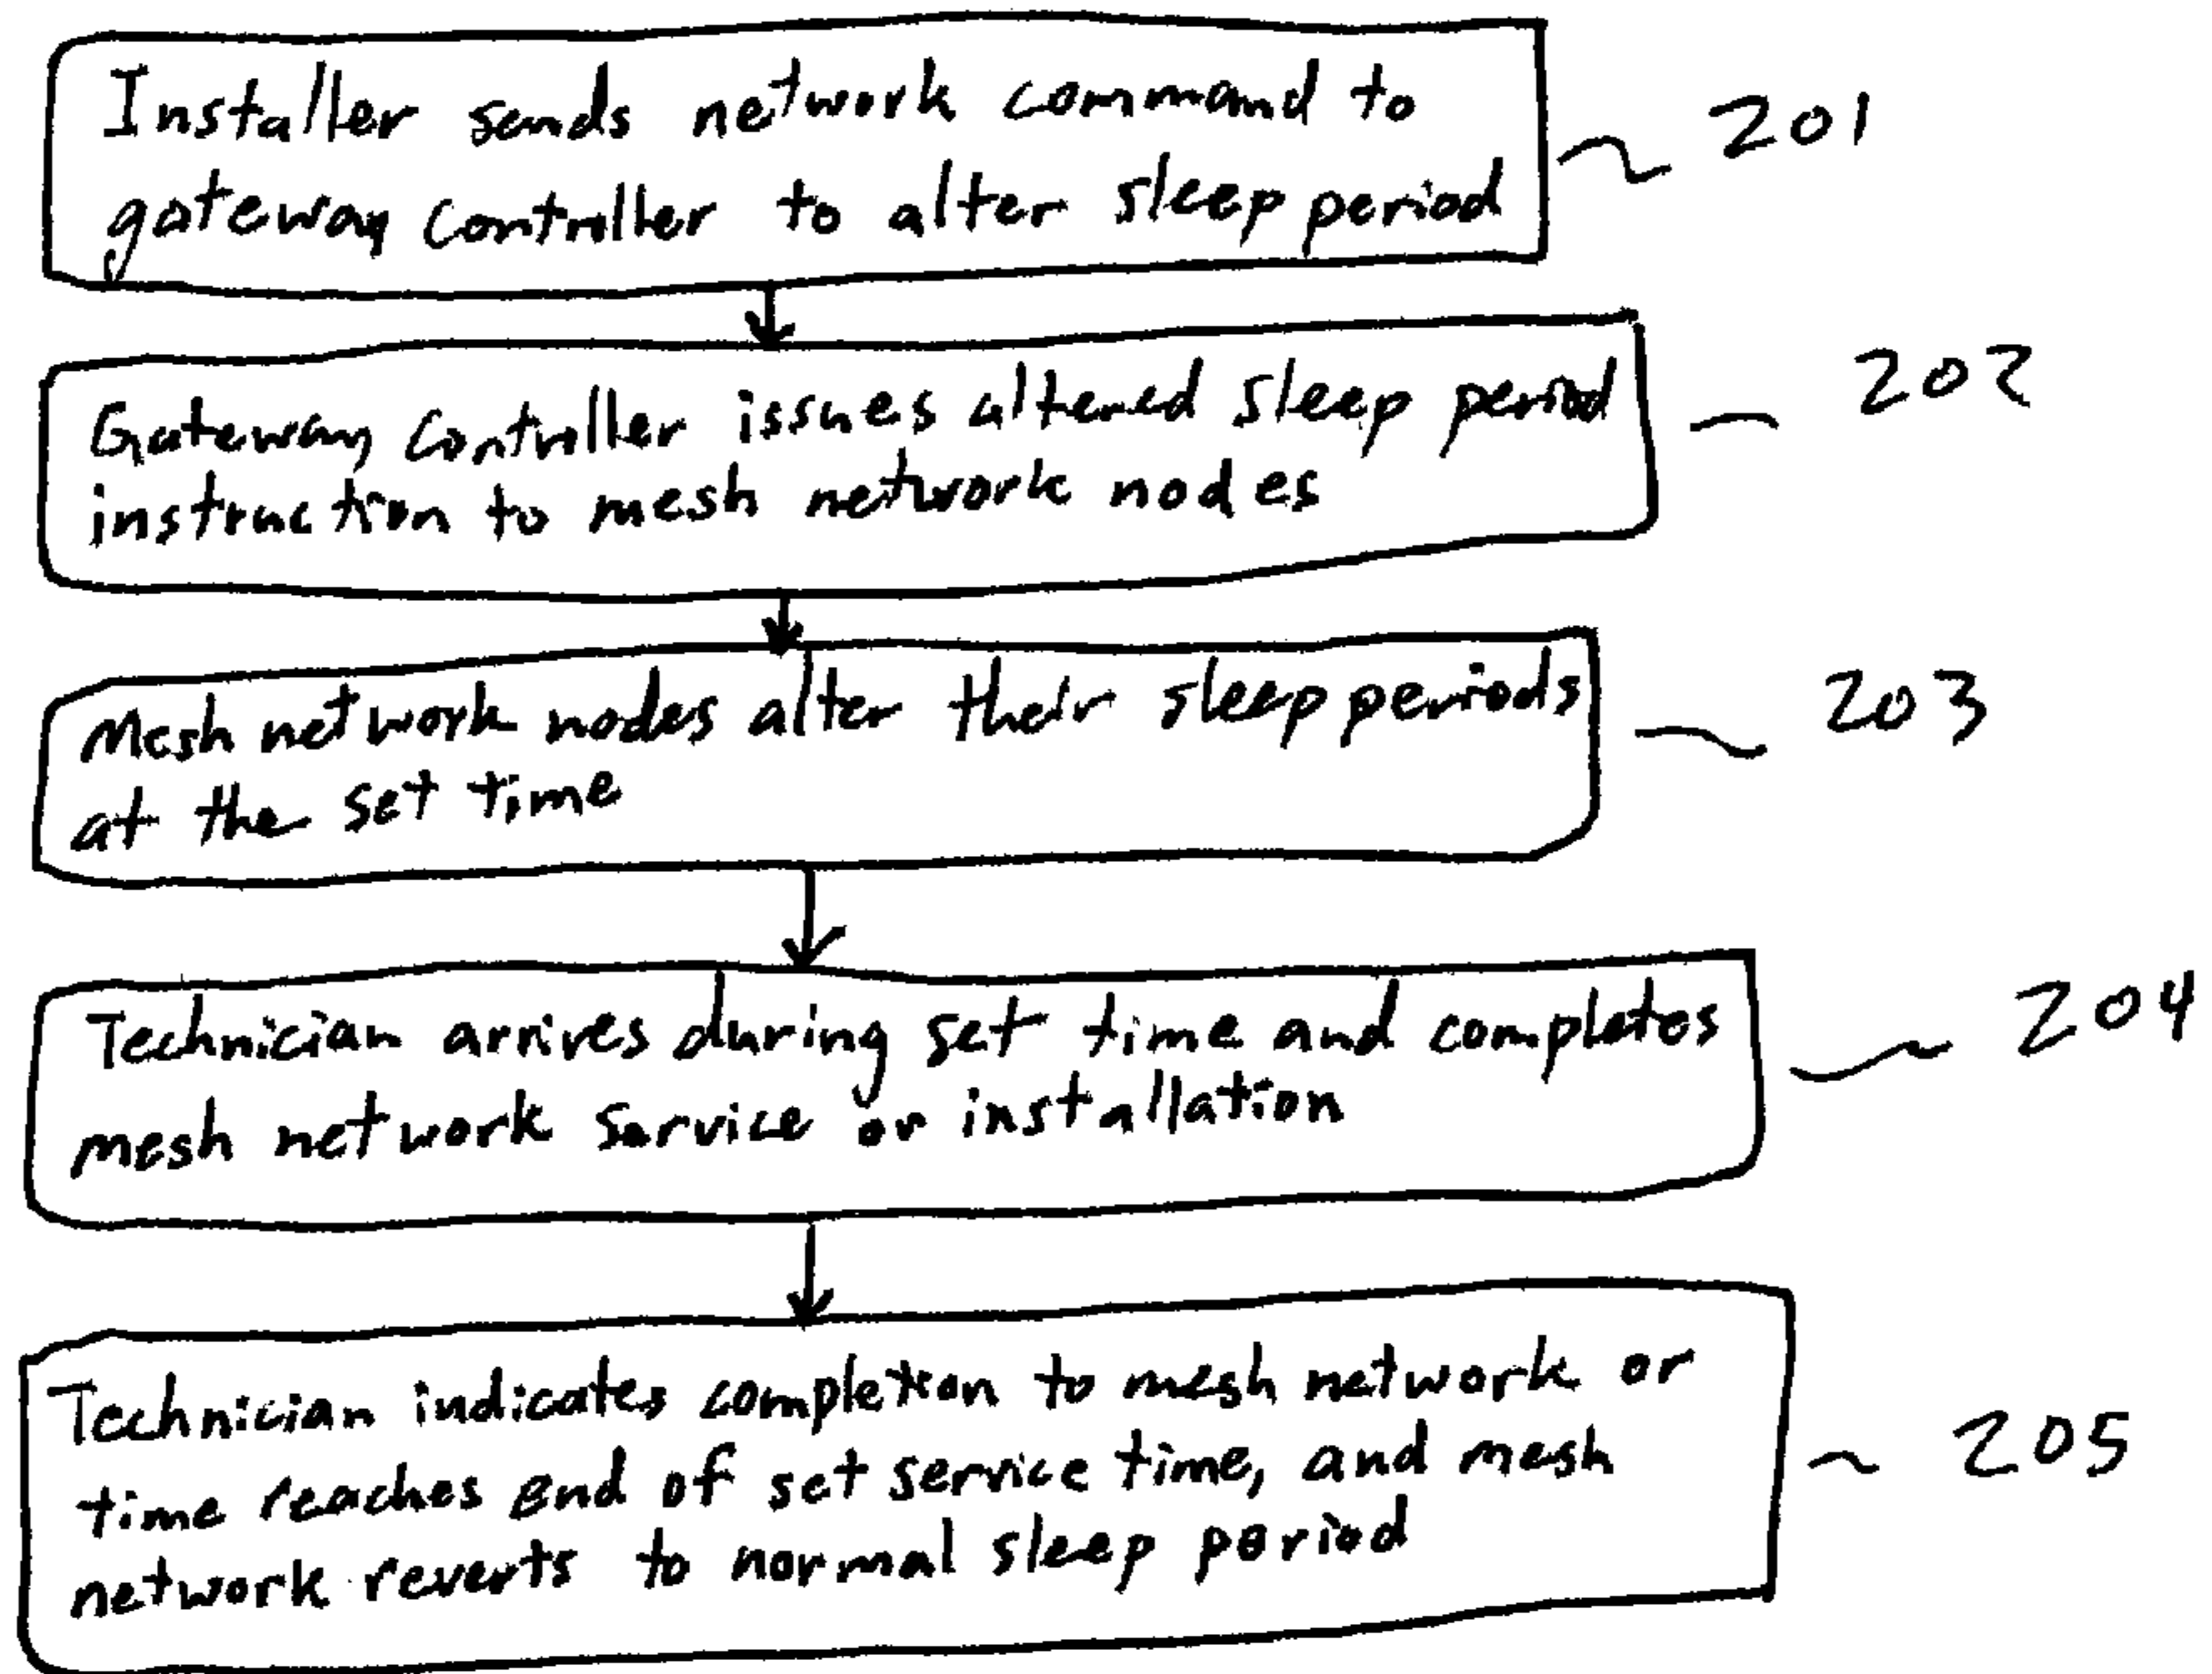 Installer sends network command to
gateway controller to alter sleep period
201
Gateway controller issues altered sleep period
instruction to mesh network nodes
202
Mesh network nodes alter their sleep periods
at the set time
203
Technician arrives during set time and completes
mesh network service or installation
204
Technician indicates completion to mesh network or
time reaches end of set service time, and mesh
network reverts to normal sleep period
205